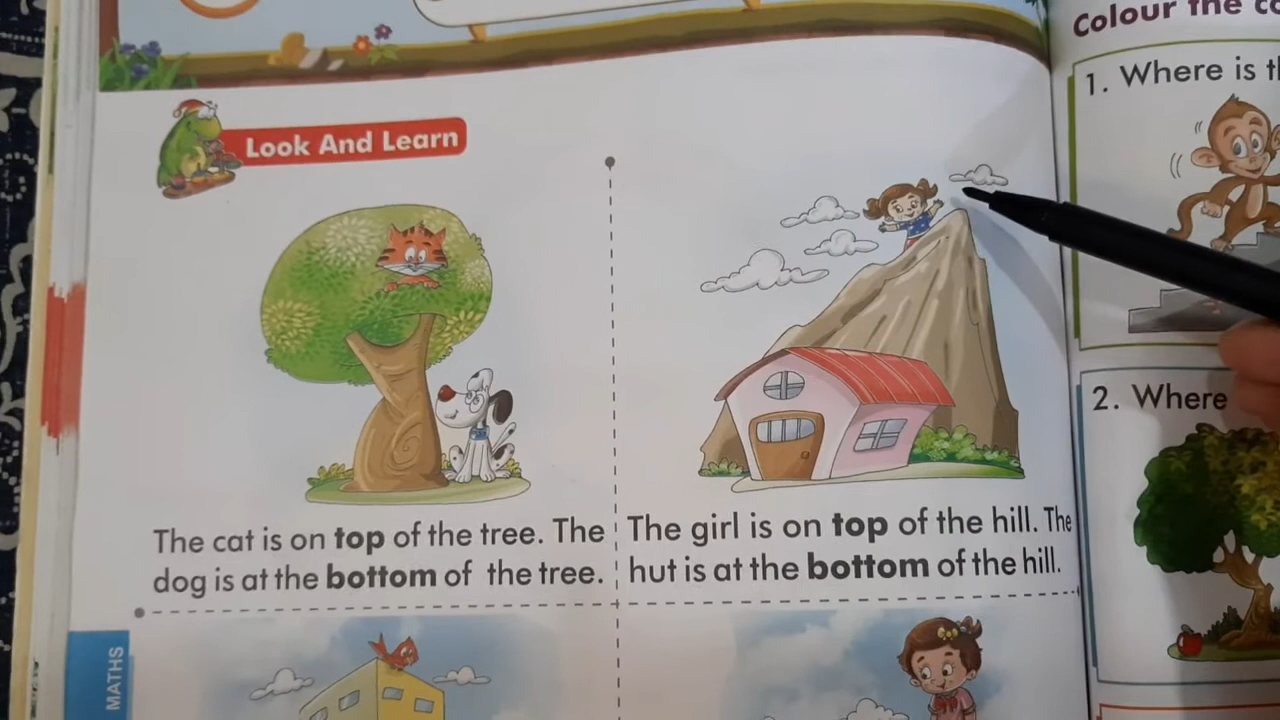 Look And Learn
The cat is on top of the tree. The
dog is at the bottom of the tree.
The girl is on top of the hill. The
hut is at the bottom of the hill.
MATHS
Colour the
1. Where is
2. Where